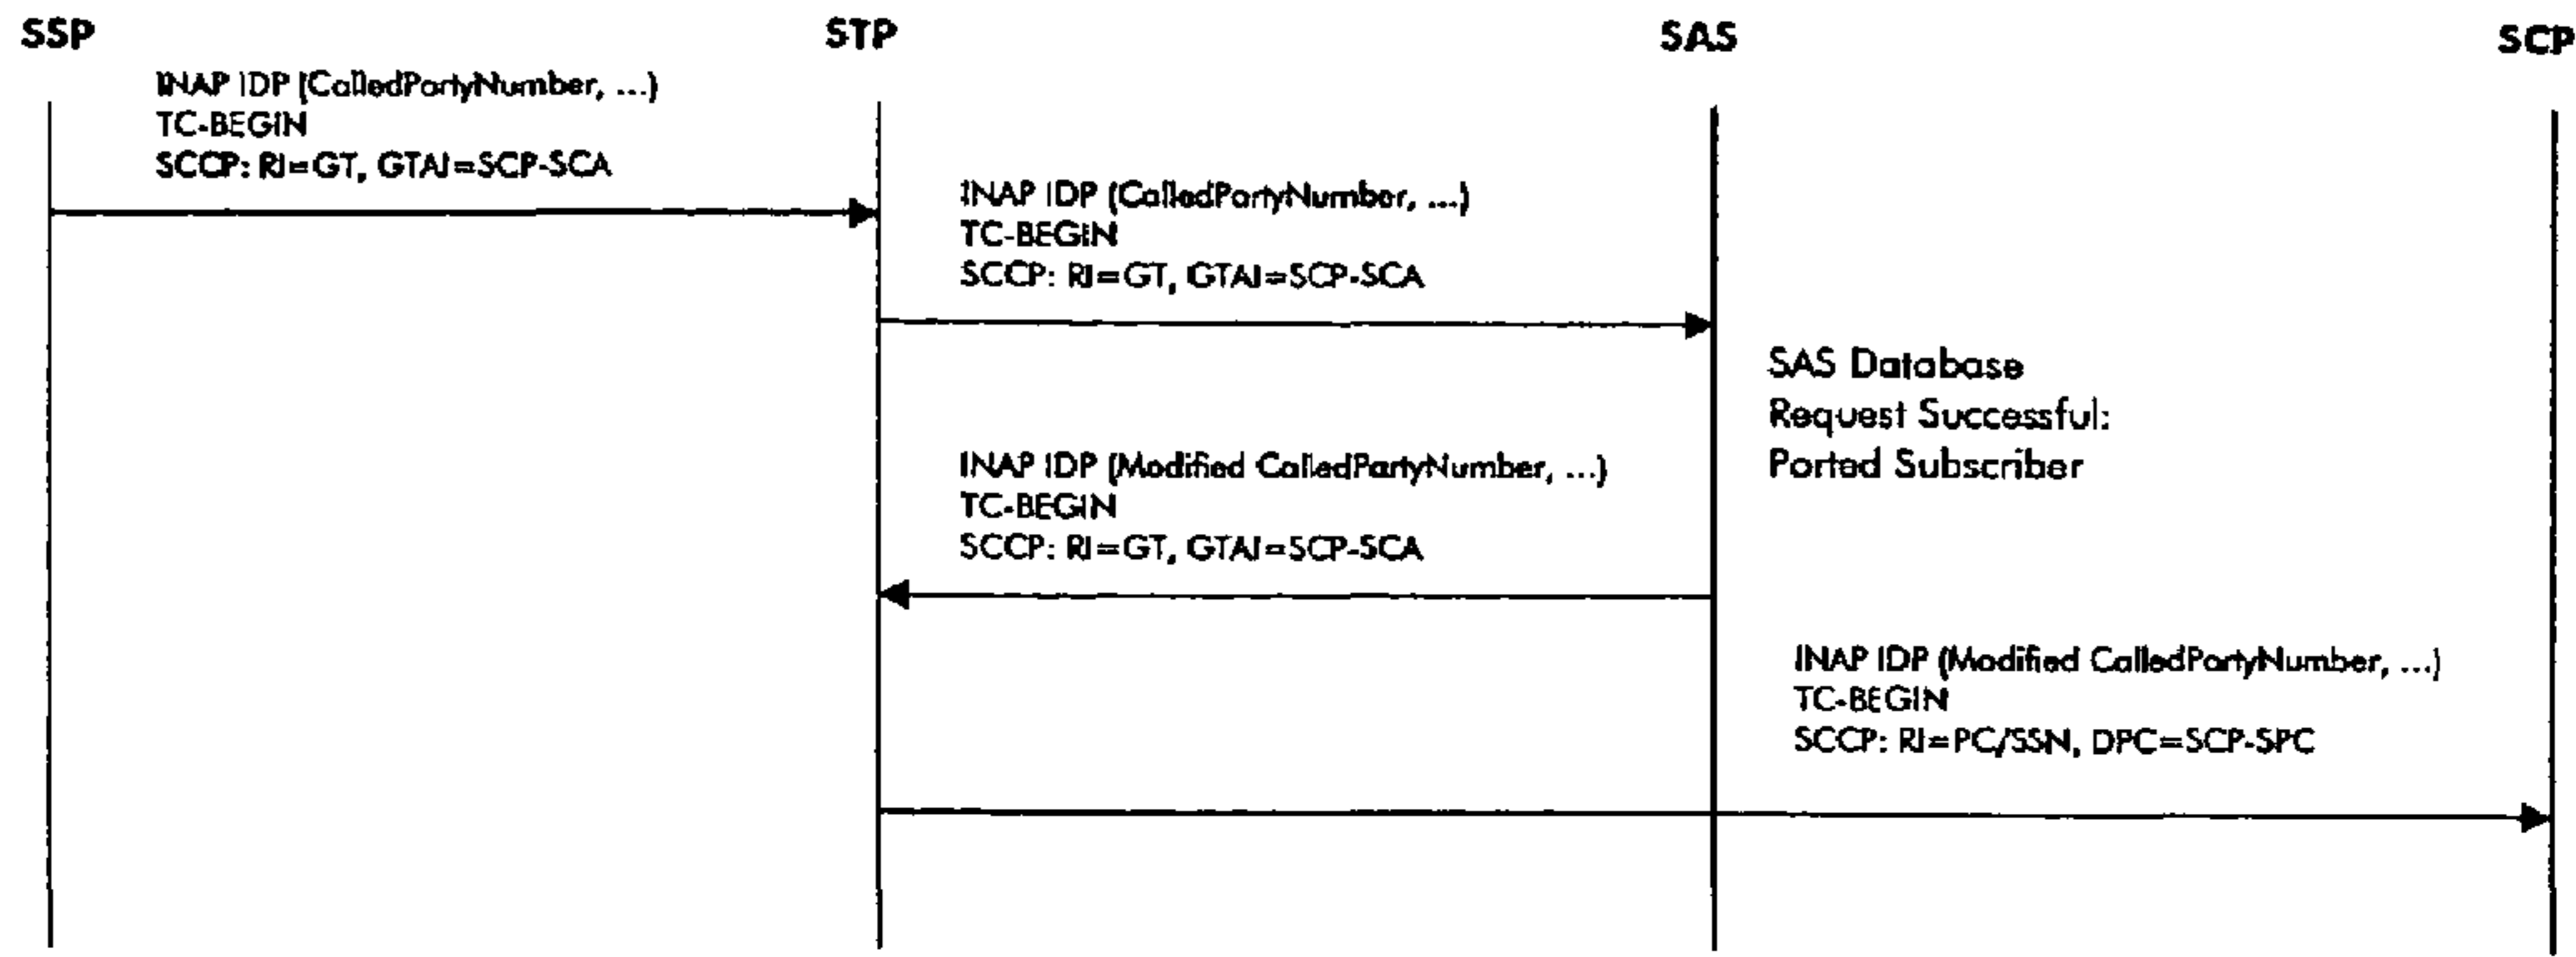 SSP
STP
SAS
SCP
INAP IDP (CalledPartyNumber, ...)
TC-BEGIN
SCCP: RI=GT, GTAI=SCP-SCA
INAP IDP (CalledPartyNumber, ...)
TC-BEGIN
SCCP: RI=GT, GTAI=SCP-SCA
SAS Database
Request Successful:
Ported Subscriber
INAP IDP (Modified CalledPartyNumber, ...)
TC-BEGIN
SCCP: RI=GT, GTAI=SCP-SCA
INAP IDP (Modified CalledPartyNumber, ...)
TC-BEGIN
SCCP: RI=PC/SSN, DPC=SCP-SPC